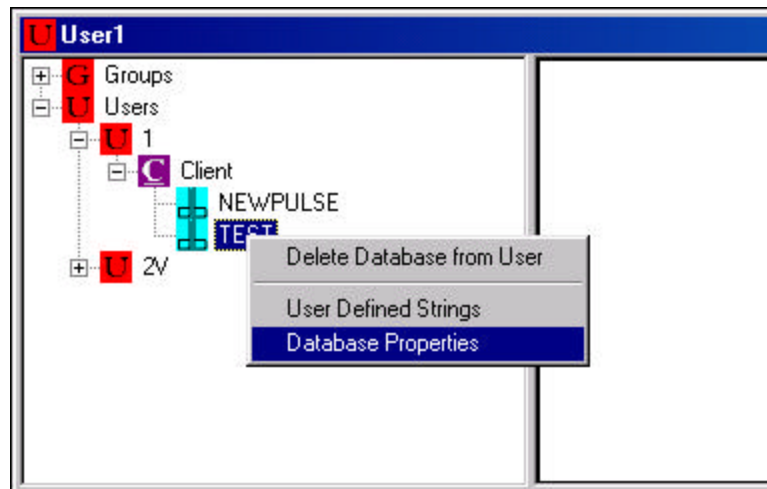 U User1
G Groups
U Users
U 1
C Client
NEWPULSE
TEST
Delete Database from User
U 2V
User Defined Strings
Database Properties